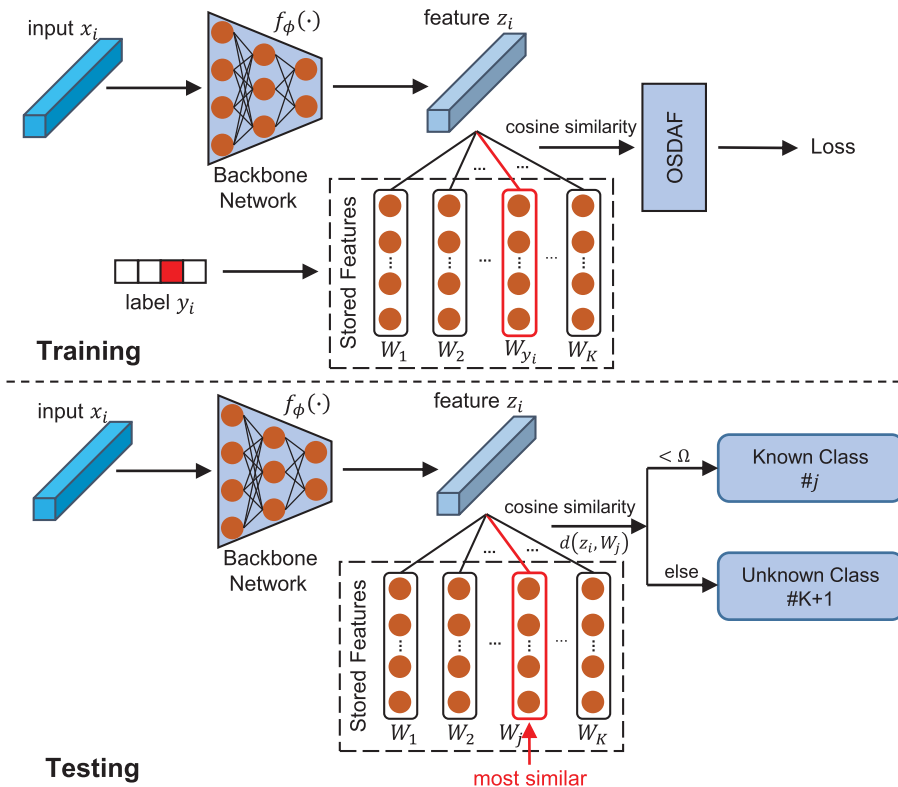 input x_i
f_ϕ(·)
feature z_i
Backbone
Network
cosine similarity
OSDAF
Loss
... ...
Stored Features
... ...
⋮ ⋮ ⋮ ⋮
label y_i
W_1 W_2 W_{y_i} W_K
Training
input x_i
f_ϕ(·)
feature z_i
Backbone
Network
cosine similarity
d(z_i, W_j)
< Ω
Known Class
#j
else
Unknown Class
#K+1
... ...
Stored Features
... ...
⋮ ⋮ ⋮ ⋮
W_1 W_2 W_j W_K
most similar
Testing